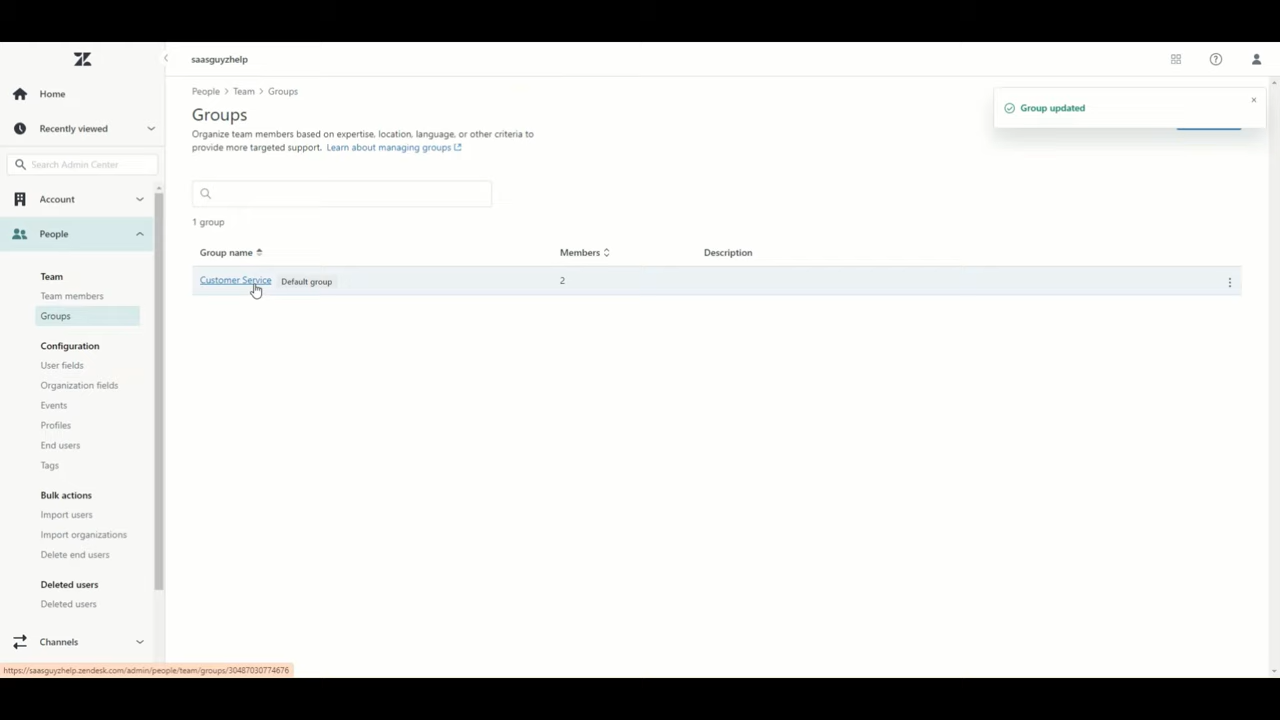 saasguyzhelp
Home
Recently viewed
Search Admin Center
Account
People
Team
Team members
Groups
Configuration
User fields
Organization fields
Events
Profiles
End users
Tags
Bulk actions
Import users
Import organizations
Delete end users
Deleted users
Deleted users
Channels
People > Team > Groups
Groups
Organize team members based on expertise, location, language, or other criteria to
provide more targeted support. Learn about managing groups
Group updated
1 group
Group name Members Description
Customer Service Default group 2
https://saasguyzhelp.zendesk.com/admin/people/team/groups/30487030774676